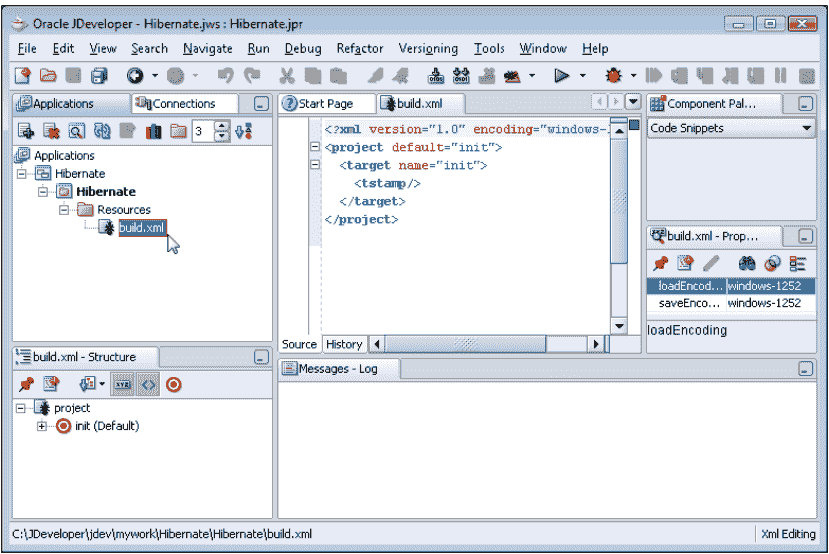 Oracle JDeveloper - Hibernate.jws : Hibernate.jpr
File Edit View Search Navigate Run Debug Refactor Versioning Tools Window Help
Applications
Connections
3
Applications
Hibernate
Hibernate
Resources
build.xml
Start Page
build.xml
<?xml version="1.0" encoding="windows-
<project default="init">
<target name="init">
<tstamp/>
</target>
</project>
Source History
Component Pal...
Code Snippets
build.xml - Prop...
loadEncod... windows-1252
saveEnco... windows-1252
loadEncoding
build.xml - Structure
XYZ
project
init (Default)
Messages - Log
C:\JDeveloper\jdev\mywork\Hibernate\Hibernate\build.xml
Xml Editing